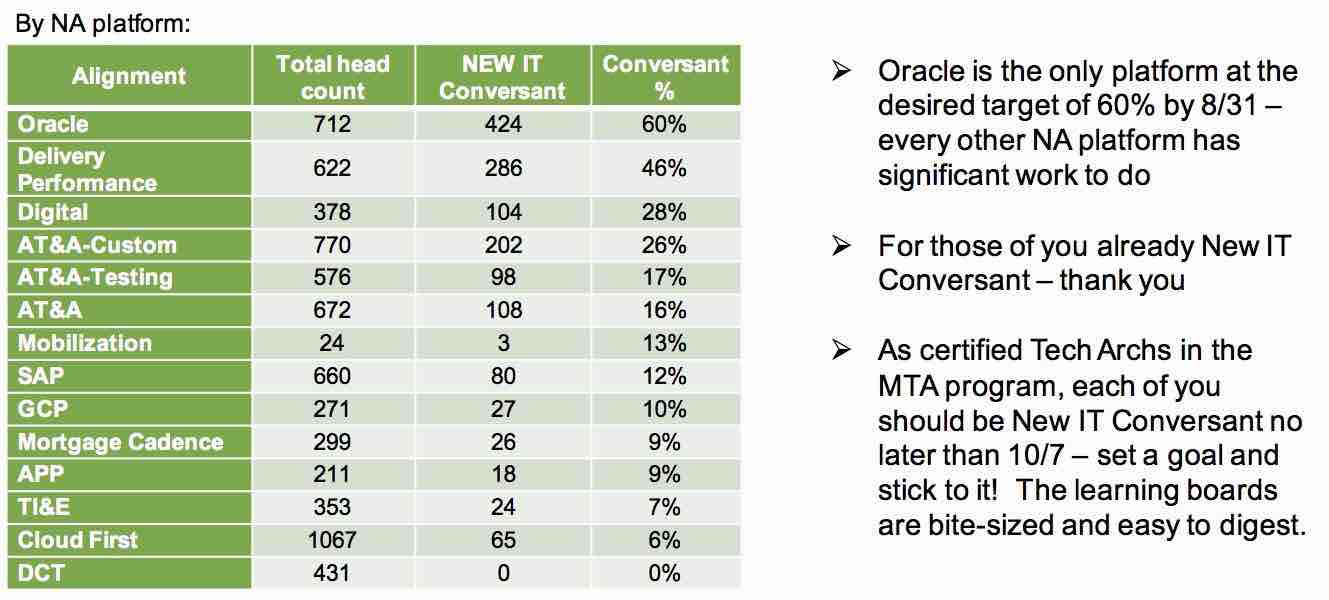 By NA platform:
Alignment Total head count NEW IT Conversant Conversant %
Oracle 712 424 60%
Delivery Performance 622 286 46%
Digital 378 104 28%
AT&A-Custom 770 202 26%
AT&A-Testing 576 98 17%
AT&A 672 108 16%
Mobilization 24 3 13%
SAP 660 80 12%
GCP 271 27 10%
Mortgage Cadence 299 26 9%
APP 211 18 9%
TI&E 353 24 7%
Cloud First 1067 65 6%
DCT 431 0 0%
➢ Oracle is the only platform at the
desired target of 60% by 8/31 –
every other NA platform has
significant work to do
➢ For those of you already New IT
Conversant – thank you
➢ As certified Tech Archs in the
MTA program, each of you
should be New IT Conversant no
later than 10/7 – set a goal and
stick to it! The learning boards
are bite-sized and easy to digest.